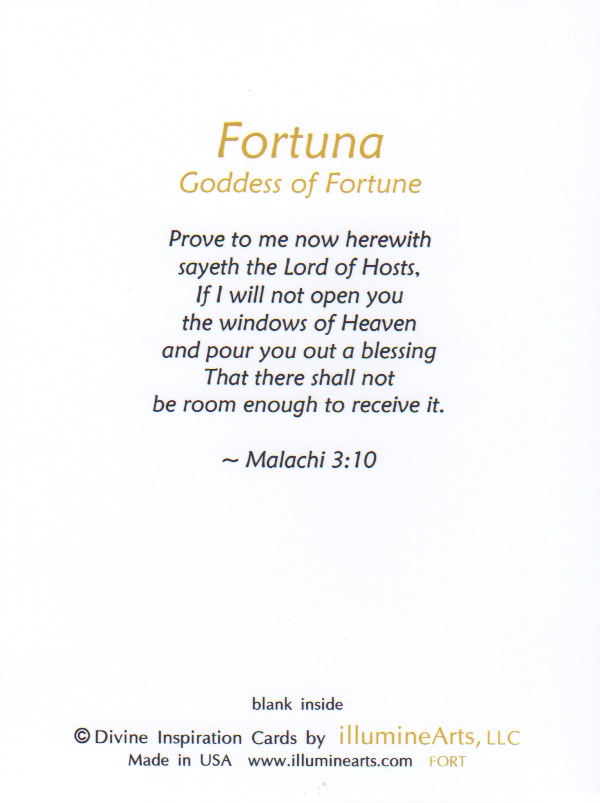 Fortuna
Goddess of Fortune
Prove to me now herewith
sayeth the Lord of Hosts,
If I will not open you
the windows of Heaven
and pour you out a blessing
That there shall not
be room enough to receive it.
~ Malachi 3:10
blank inside
© Divine Inspiration Cards by illumineArts, LLC
Made in USA www.illuminearts.com FORT